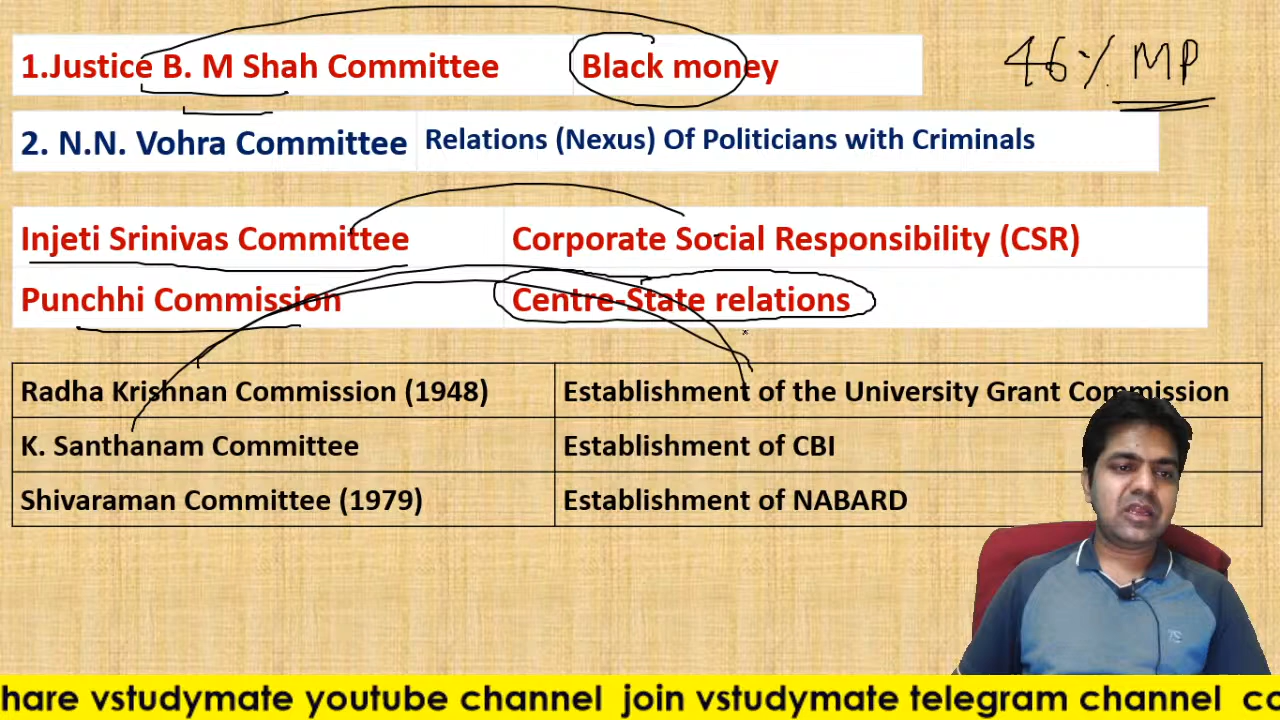 1.Justice B. M Shah Committee Black money
46% MP
2. N.N. Vohra Committee Relations (Nexus) Of Politicians with Criminals
Injeti Srinivas Committee Corporate Social Responsibility (CSR)
Punchhi Commission Centre-State relations
Radha Krishnan Commission (1948) Establishment of the University Grant Commission
K. Santhanam Committee Establishment of CBI
Shivaraman Committee (1979) Establishment of NABARD
hare vstudymate youtube channel join vstudymate telegram channel co